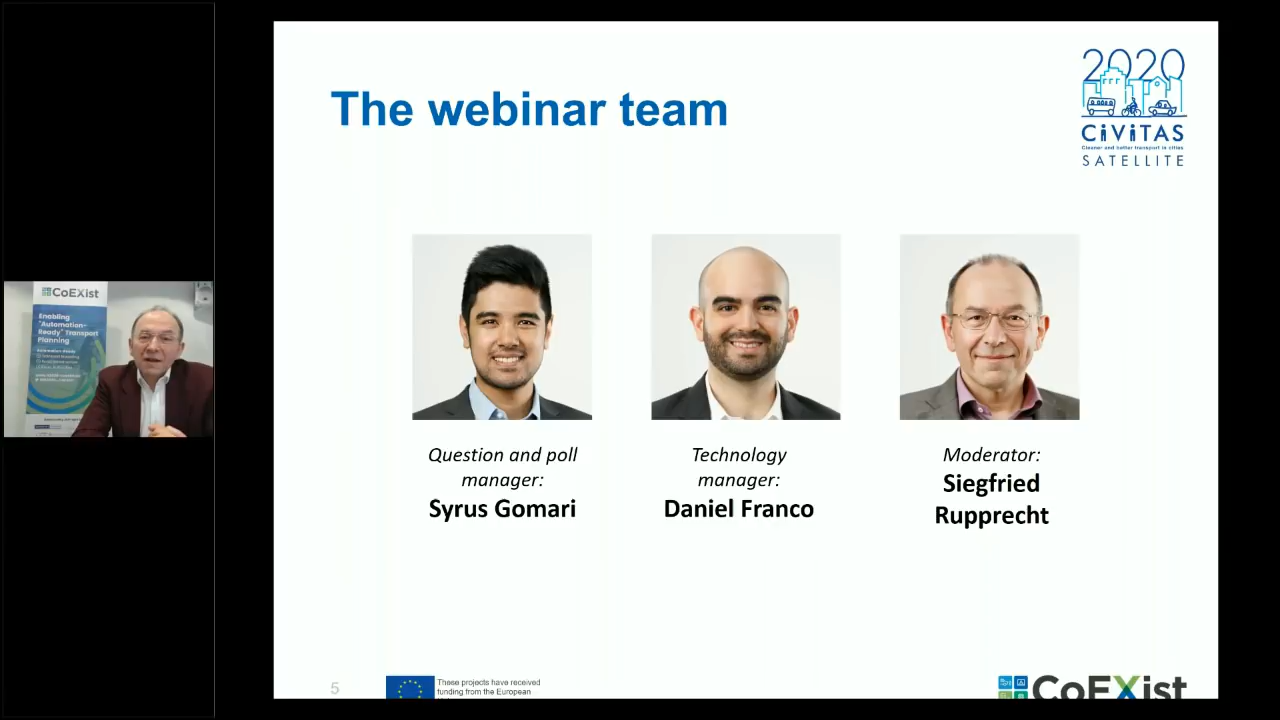 The webinar team
2020
CiViTAS
Cleaner and better transport in cities
SATELLITE
CoEXist
Enabling
"Automation-
Ready" Transport
Planning
Question and poll
manager:
Syrus Gomari
Technology
manager:
Daniel Franco
Moderator:
Siegfried
Rupprecht
5
These projects have received
funding from the European
CoEXist